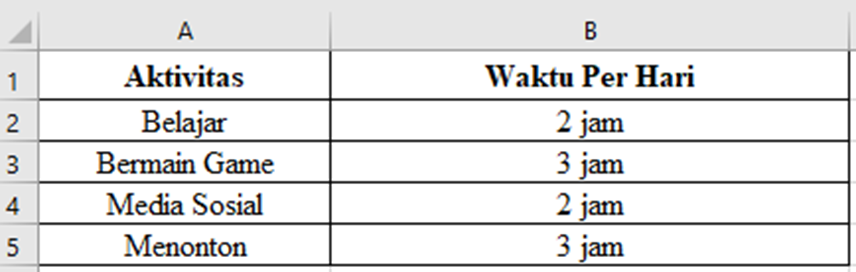 A B
1 Aktivitas Waktu Per Hari
2 Belajar 2 jam
3 Bermain Game 3 jam
4 Media Sosial 2 jam
5 Menonton 3 jam